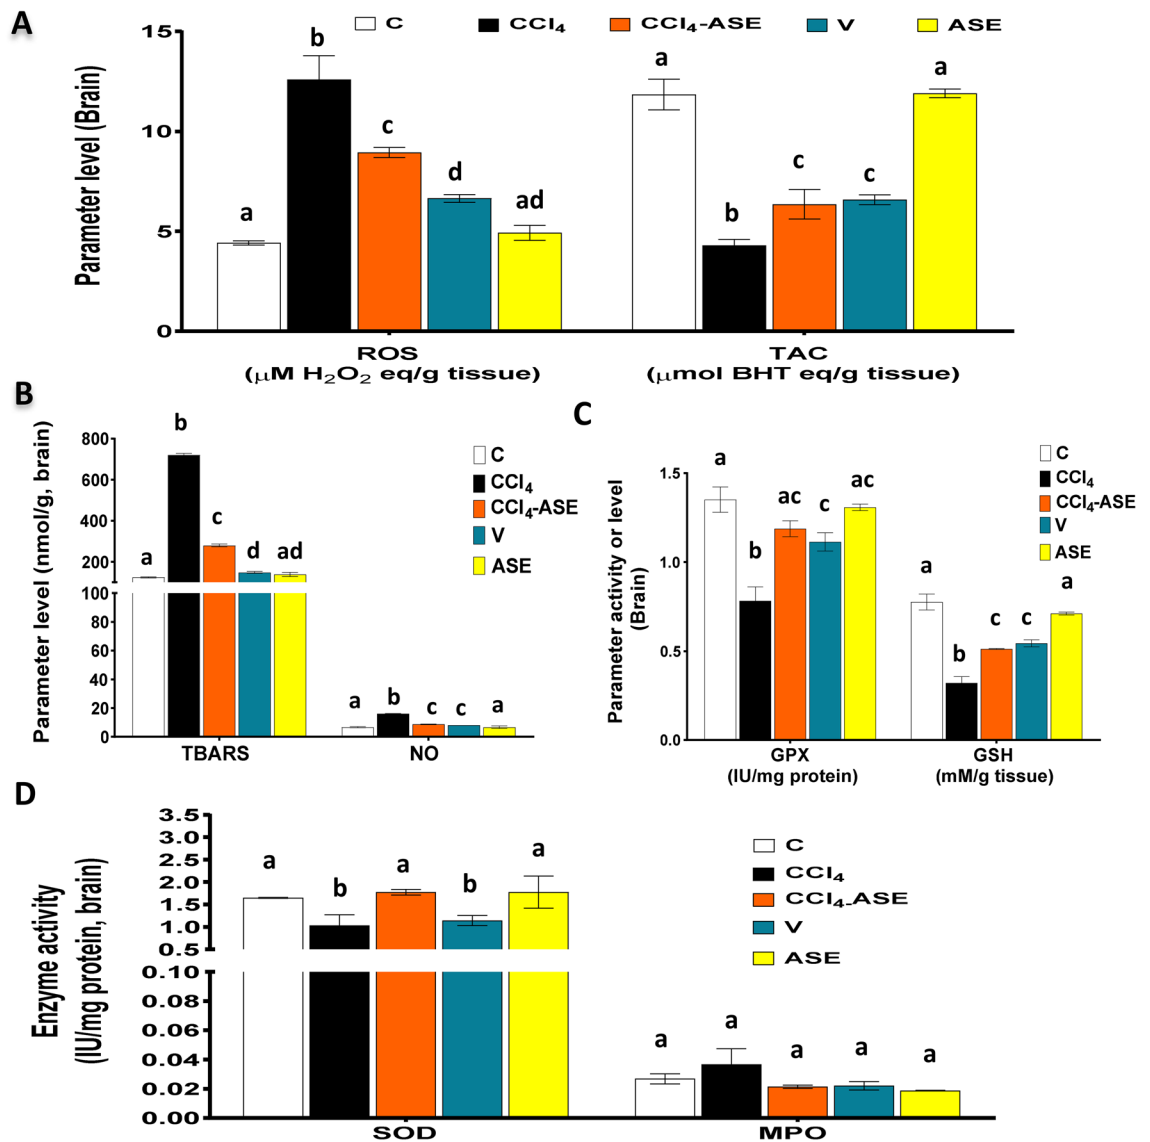 A
C CCl₄ CCl₄-ASE V ASE
Parameter level (Brain)
15
10
5
0
a b c d ad
a b c c a
ROS
(μM H₂O₂ eq/g tissue)
TAC
(μmol BHT eq/g tissue)
B
Parameter level (nmol/g, brain)
800
600
400
200
100
80
60
40
20
0
a b c d ad
a b c c a
TBARS NO
C
CCl₄
CCl₄-ASE
V
ASE
C
Parameter activity or level
(Brain)
1.5
1.0
0.5
0.0
a b ac c ac
a b c c a
GPX
(IU/mg protein)
GSH
(mM/g tissue)
C
CCl₄
CCl₄-ASE
V
ASE
D
Enzyme activity
(IU/mg protein, brain)
3.5
3.0
2.5
2.0
1.5
1.0
0.5
0.10
0.08
0.06
0.04
0.02
0.00
a b a b a
a a a a a
SOD MPO
C
CCl₄
CCl₄-ASE
V
ASE